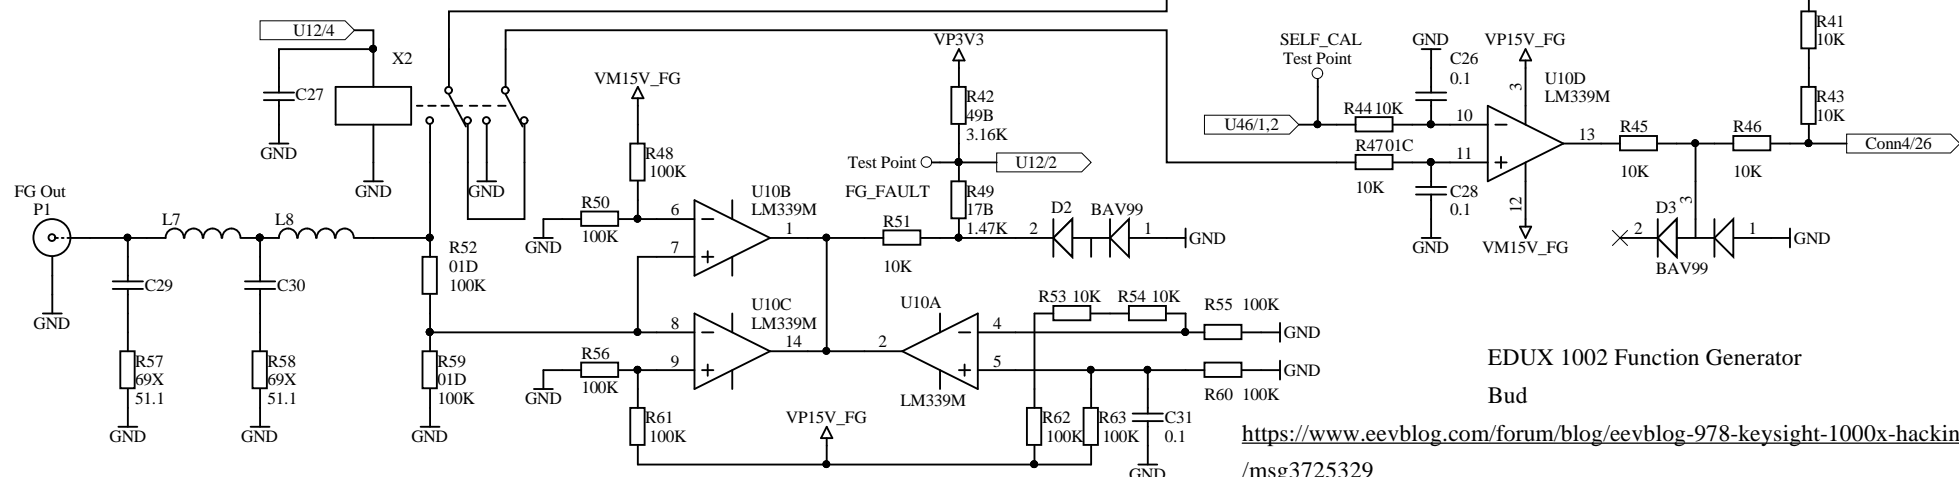 U12/4
X2
C27
GND
GND
GND
FG Out
P1
GND
L7
L8
C29
R57
69X
51.1
GND
C30
R58
69X
51.1
GND
R52
01D
100K
R59
01D
100K
GND
VM15V_FG
R48
100K
R50
100K
GND
U10B
LM339M
6
7
1
U10C
LM339M
8
9
14
R56
100K
GND
R61
100K
VP15V_FG
VP3V3
R42
49B
3.16K
Test Point
U12/2
FG_FAULT
R49
17B
1.47K
R51
10K
D2
BAV99
2
1
GND
U10A
LM339M
2
4
5
R53 10K
R54 10K
R55 100K
GND
R60 100K
GND
R62
100K
R63
100K
C31
0.1
GND
SELF_CAL
Test Point
U46/1,2
R44 10K
R4701C
10K
GND
C26
0.1
C28
0.1
GND
VP15V_FG
3
U10D
LM339M
10
11
13
12
VM15V_FG
R45
10K
R46
10K
R41
10K
R43
10K
Conn4/26
D3
3
2
1
BAV99
GND
EDUX 1002 Function Generator
Bud
https://www.eevblog.com/forum/blog/eevblog-978-keysight-1000x-hackin
/msg3725329